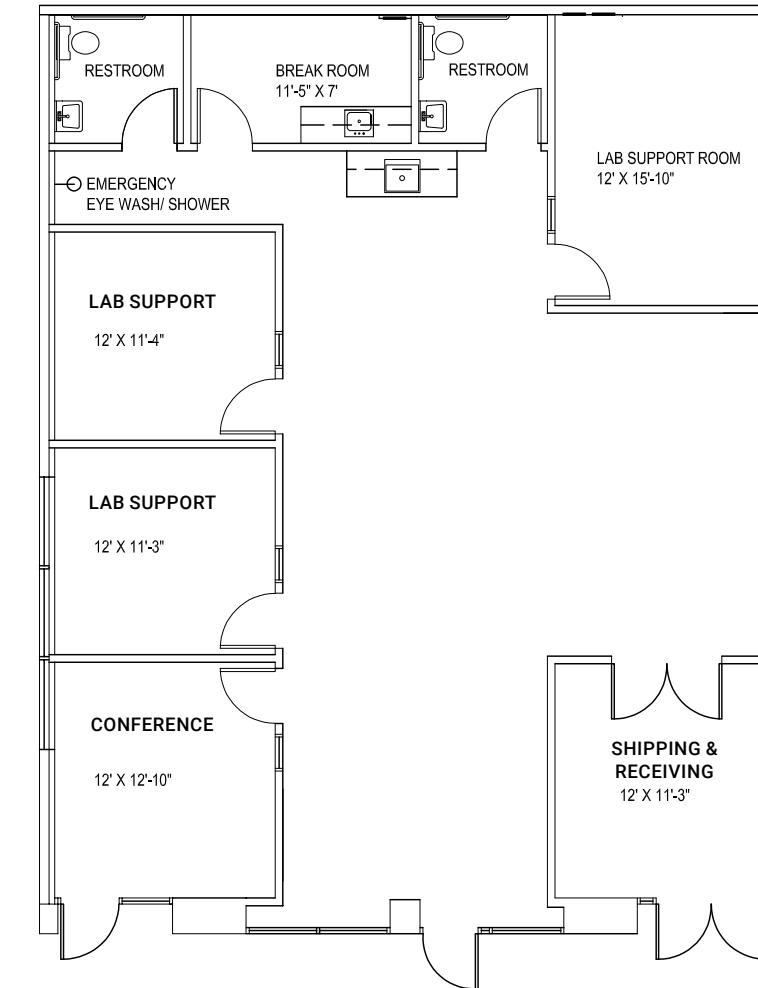 RESTROOM
BREAK ROOM
11'-5" X 7'
RESTROOM
LAB SUPPORT ROOM
12' X 15'-10"
EMERGENCY
EYE WASH/ SHOWER
LAB SUPPORT
12' X 11'-4"
LAB SUPPORT
12' X 11'-3"
CONFERENCE
12' X 12'-10"
SHIPPING &
RECEIVING
12' X 11'-3"